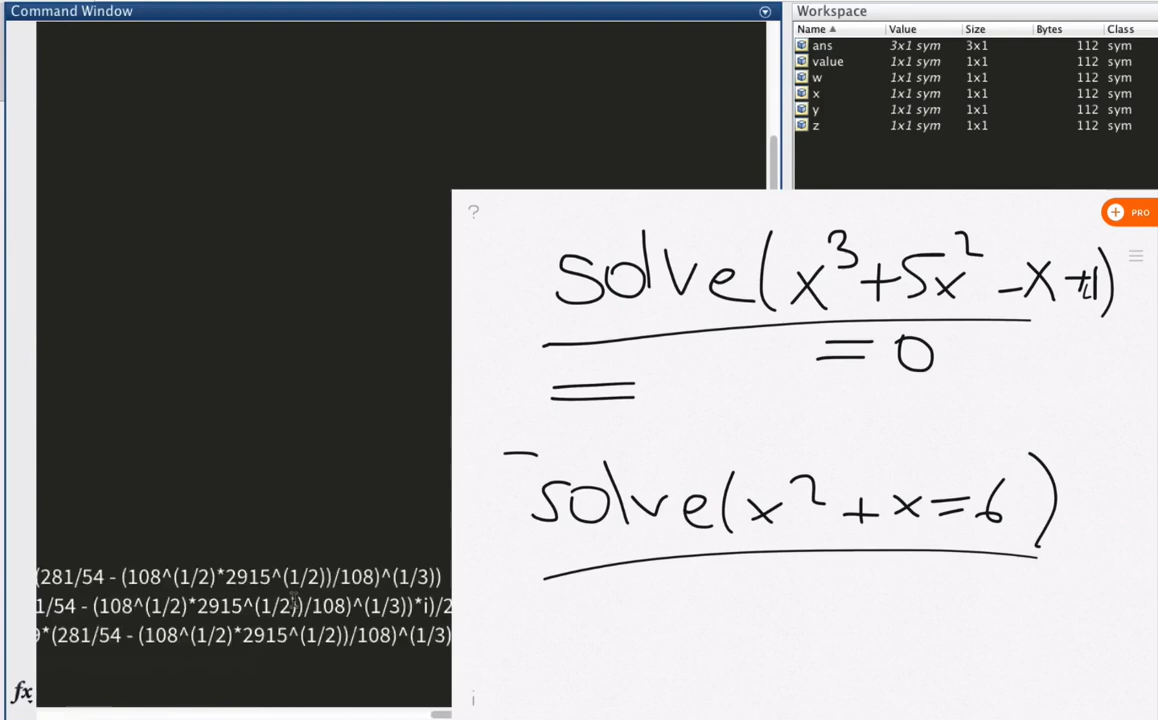 Command Window
Workspace
Name Value Size Bytes Class
ans 3x1 sym 3x1 112 sym
value 1x1 sym 1x1 112 sym
w 1x1 sym 1x1 112 sym
x 1x1 sym 1x1 112 sym
y 1x1 sym 1x1 112 sym
z 1x1 sym 1x1 112 sym
? + PRO
solve(x³+5x²-x+1)
= 0
=
solve(x²+x=6)
(281/54 - (108^(1/2)*2915^(1/2))/108)^(1/3))
1/54 - (108^(1/2)*2915^(1/2))/108)^(1/3))*i)/2
9*(281/54 - (108^(1/2)*2915^(1/2))/108)^(1/3)
fx
i